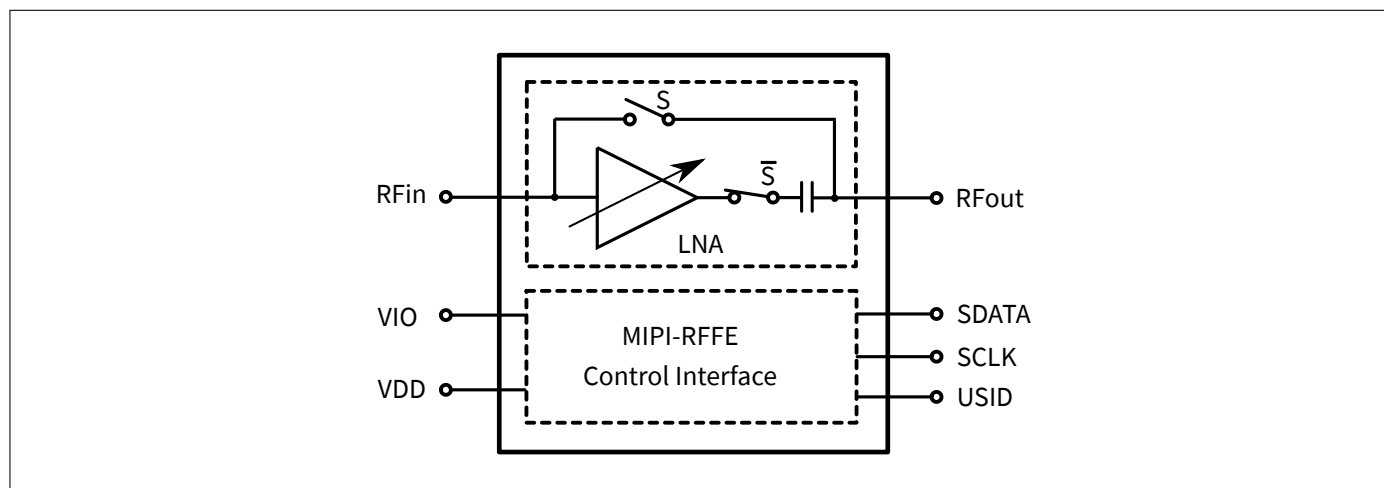 S
RFin
S̅
RFout
LNA
VIO
MIPI-RFFE
Control Interface
VDD
SDATA
SCLK
USID